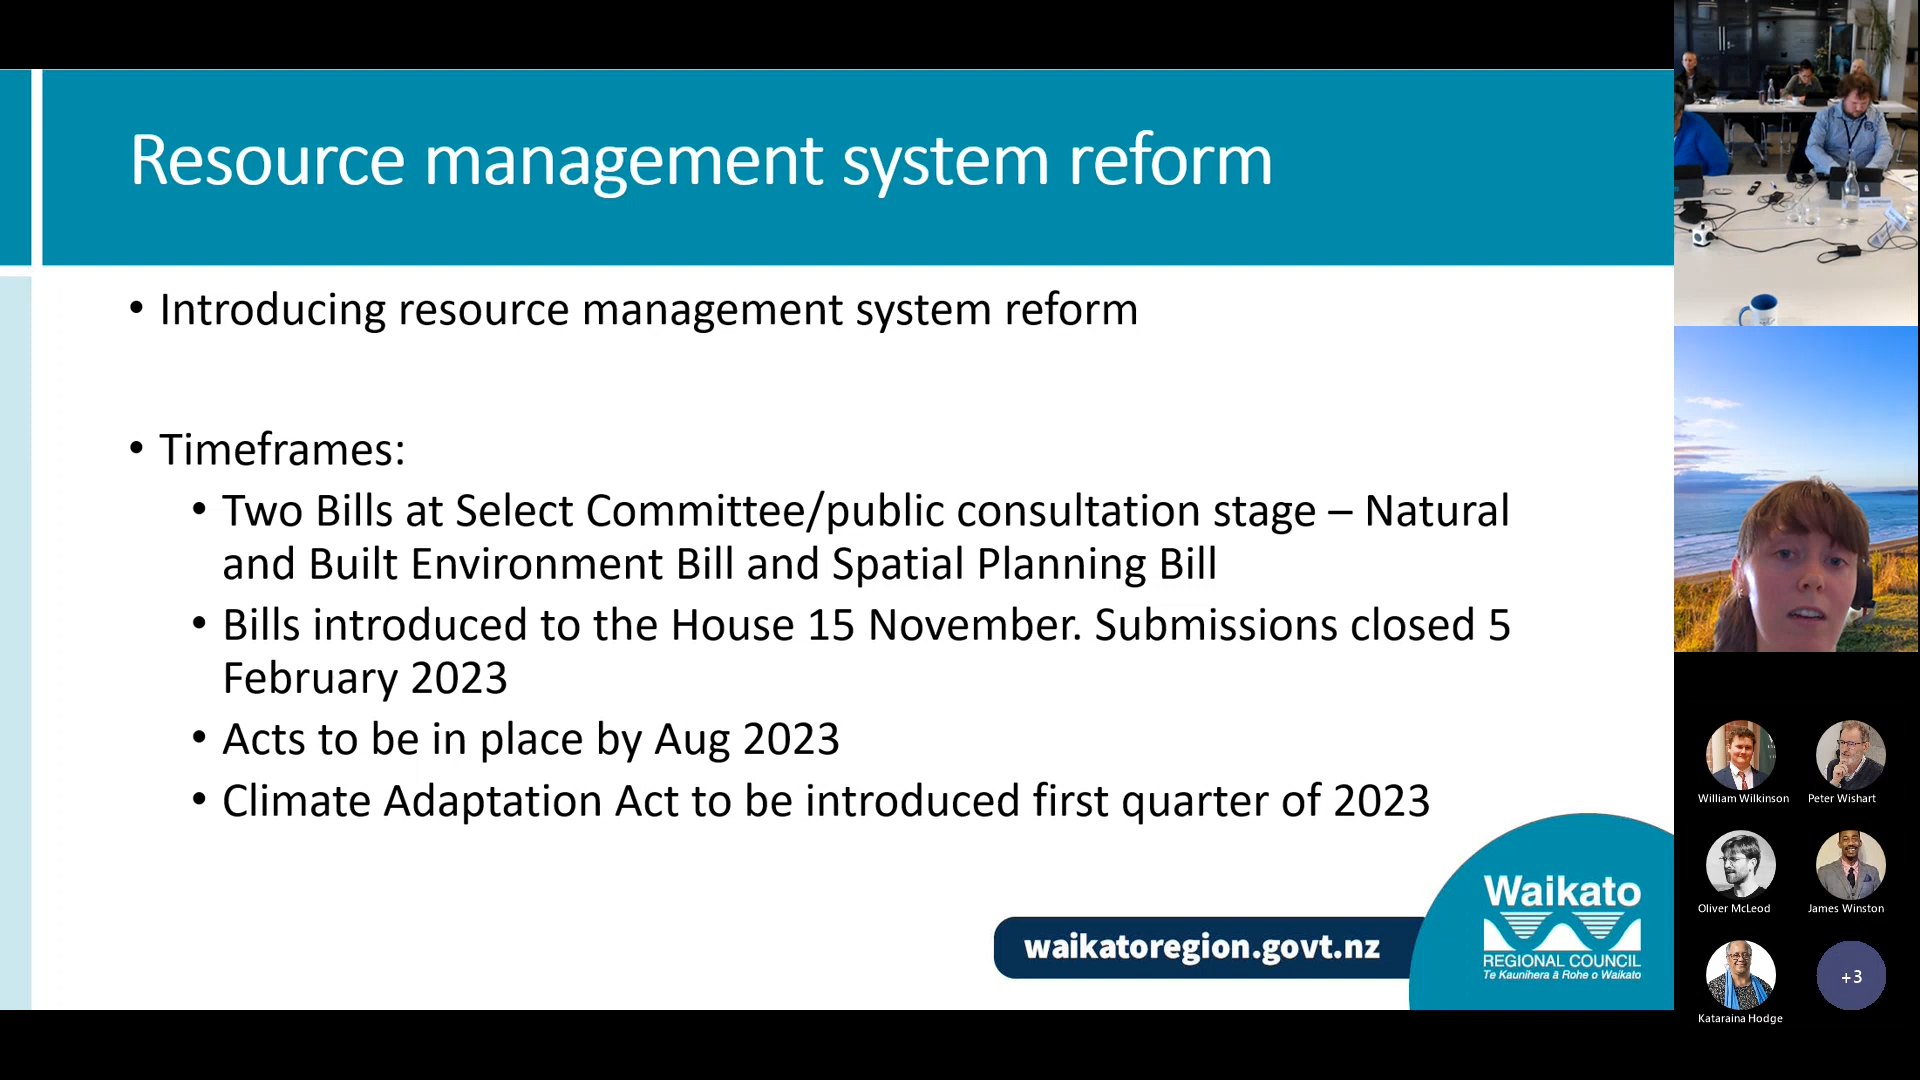 Resource management system reform
• Introducing resource management system reform
• Timeframes:
• Two Bills at Select Committee/public consultation stage – Natural
and Built Environment Bill and Spatial Planning Bill
• Bills introduced to the House 15 November. Submissions closed 5
February 2023
• Acts to be in place by Aug 2023
• Climate Adaptation Act to be introduced first quarter of 2023
waikatoregion.govt.nz
Waikato
REGIONAL COUNCIL
Te Kaunihera ā Rohe o Waikato
William Wilkinson
Peter Wishart
Oliver McLeod
James Winston
Kataraina Hodge
+3